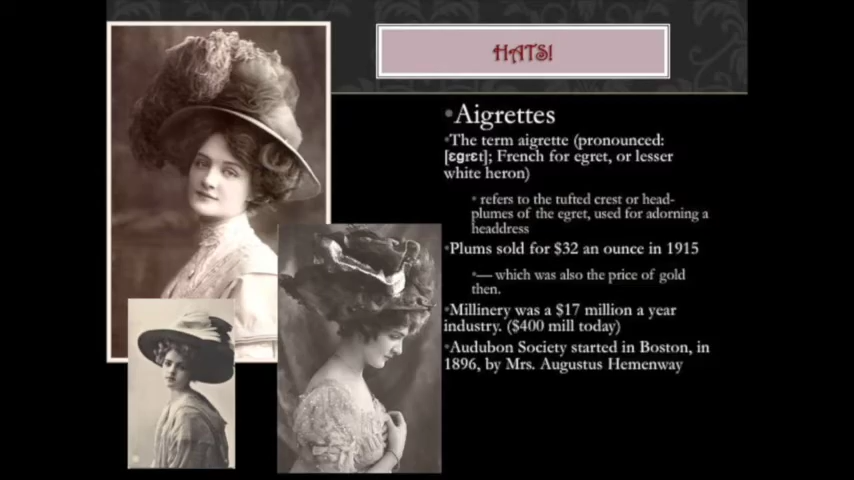 HATS!
•Aigrettes
•The term aigrette (pronounced:
[ɛgrɛt]; French for egret, or lesser
white heron)
• refers to the tufted crest or head-
plumes of the egret, used for adorning a
headdress
•Plums sold for $32 an ounce in 1915
•— which was also the price of gold
then.
•Millinery was a $17 million a year
industry. ($400 mill today)
•Audubon Society started in Boston, in
1896, by Mrs. Augustus Hemenway